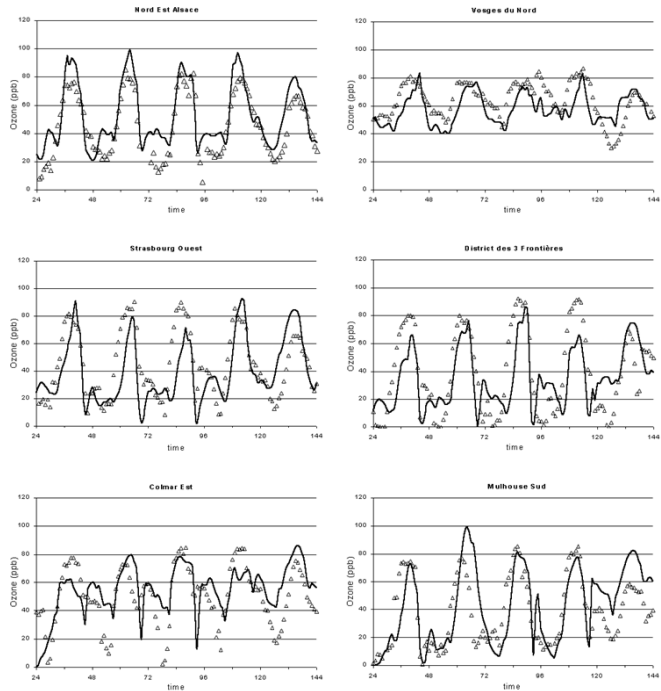 Nord Est Alsace
Ozone (ppb)
120
100
80
60
40
20
0
24 48 72 96 120 144
time
Vosges du Nord
Ozone (ppb)
120
100
80
60
40
20
0
24 48 72 96 120 144
time
Strasbourg Ouest
Ozone (ppb)
120
100
80
60
40
20
0
24 48 72 96 120 144
time
District des 3 Frontières
Ozone (ppb)
120
100
80
60
40
20
0
24 48 72 96 120 144
time
Colmar Est
Ozone (ppb)
120
100
80
60
40
20
0
24 48 72 96 120 144
time
Mulhouse Sud
Ozone (ppb)
120
100
80
60
40
20
0
24 48 72 96 120 144
time